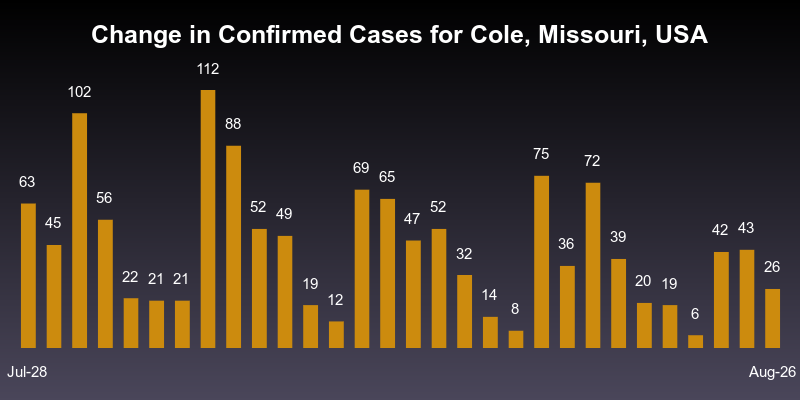 Change in Confirmed Cases for Cole, Missouri, USA
63 45 102 56 22 21 21 112 88 52 49 19 12 69 65 47 52 32 14 8 75 36 72 39 20 19 6 42 43 26
Jul-28 Aug-26